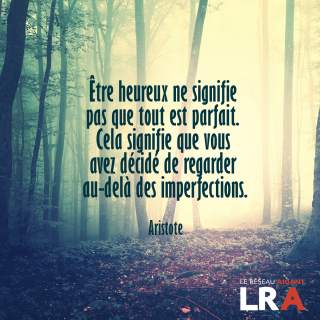 Être heureux ne signifie
pas que tout est parfait.
Cela signifie que vous
avez décidé de regarder
au-delà des imperfections.
Aristote
LE RÉSEAU AIDANT
LRA